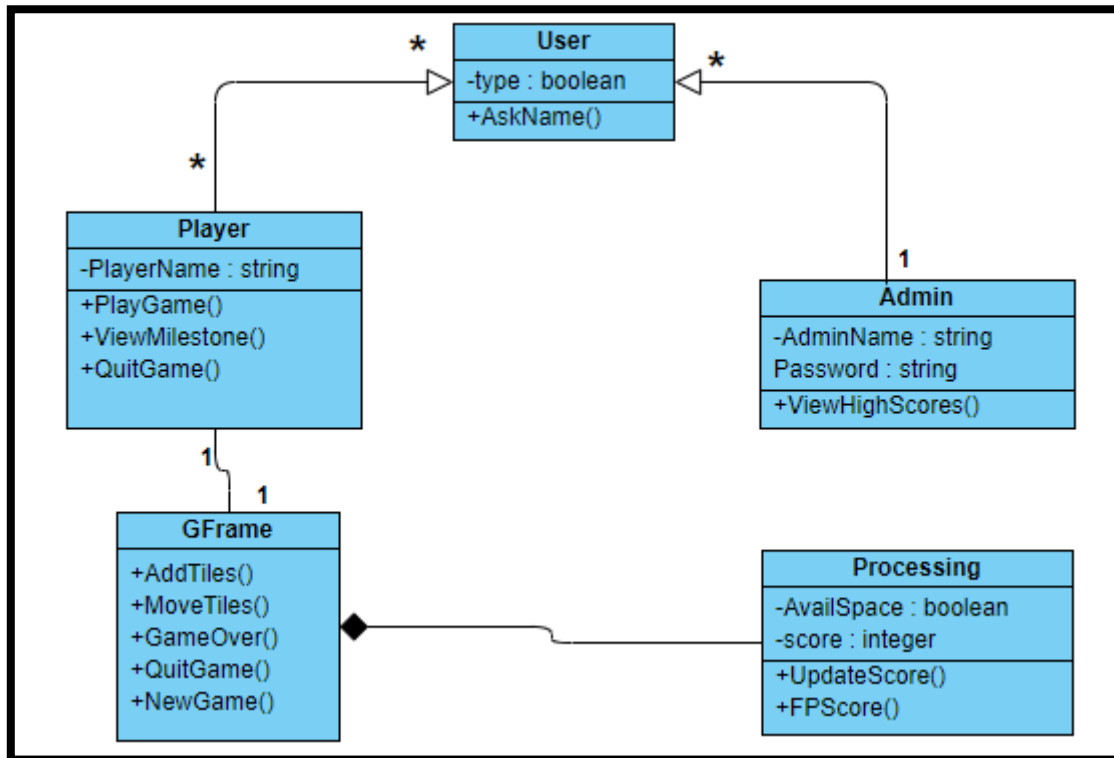 User
-type : boolean
+AskName()
*
*
*
1
Player
-PlayerName : string
+PlayGame()
+ViewMilestone()
+QuitGame()
Admin
-AdminName : string
Password : string
+ViewHighScores()
1
1
GFrame
+AddTiles()
+MoveTiles()
+GameOver()
+QuitGame()
+NewGame()
Processing
-AvailSpace : boolean
-score : integer
+UpdateScore()
+FPScore()